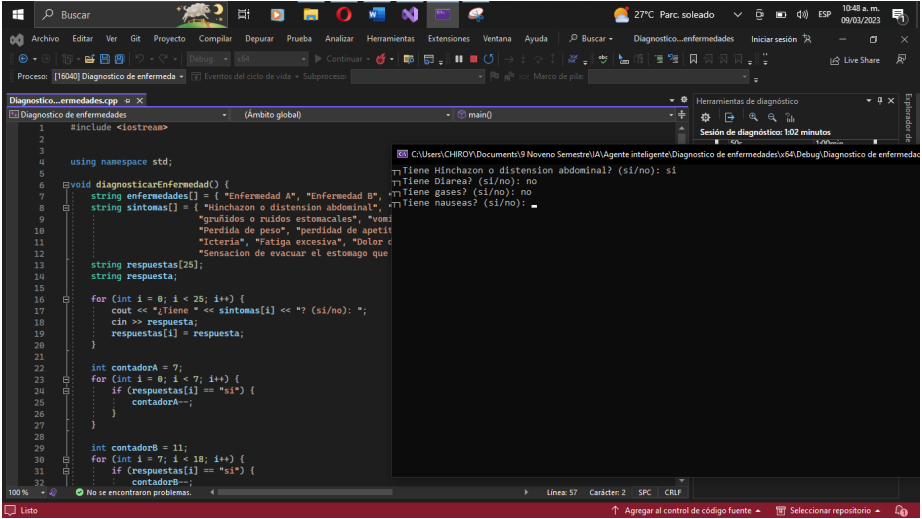 Buscar
27°C Parc. soleado
ESP
10:48 a. m.
09/03/2023
Archivo Editar Ver Git Proyecto Compilar Depurar Prueba Analizar Herramientas Extensiones Ventana Ayuda Buscar Diagnostico...enfermedades Iniciar sesión
Debug x64 Continuar Live Share
Proceso: [16040] Diagnostico de enfermeda Eventos del ciclo de vida Subproceso: Marco de pila:
Diagnostico...ermedades.cpp
Diagnostico de enfermedades (Ámbito global) main()
1 #include <iostream>
2
3
4 using namespace std;
5
6 void diagnosticarEnfermedad() {
7 string enfermedades[] = { "Enfermedad A", "Enfermedad B", "
8 string sintomas[] = { "Hinchazon o distension abdominal",
9 "gruñidos o ruidos estomacales", "vomi
10 "Perdida de peso", "perdidad de apetit
11 "Icteria", "Fatiga excesiva", "Dolor d
12 "Sensacion de evacuar el estomago que
13 string respuestas[25];
14 string respuesta;
15
16 for (int i = 0; i < 25; i++) {
17 cout << "¿Tiene " << sintomas[i] << "? (si/no): ";
18 cin >> respuesta;
19 respuestas[i] = respuesta;
20 }
21
22 int contadorA = 7;
23 for (int i = 0; i < 7; i++) {
24 if (respuestas[i] == "si") {
25 contadorA--;
26 }
27 }
28
29 int contadorB = 11;
30 for (int i = 7; i < 18; i++) {
31 if (respuestas[i] == "si") {
32 contadorB--;
Herramientas de diagnóstico
Sesión de diagnóstico: 1:02 minutos
50s 1:00min
Explorador de
C:\Users\CHIROY\Documents\9 Noveno Semestre\IA\Agente inteligente\Diagnostico de enfermedades\x64\Debug\Diagnostico de enfermedac
┬┐Tiene Hinchazon o distension abdominal? (si/no): si
┬┐Tiene Diarea? (si/no): no
┬┐Tiene gases? (si/no): no
┬┐Tiene nauseas? (si/no):
100 % No se encontraron problemas. Línea: 57 Carácter: 2 SPC CRLF
Listo Agregar al control de código fuente Seleccionar repositorio